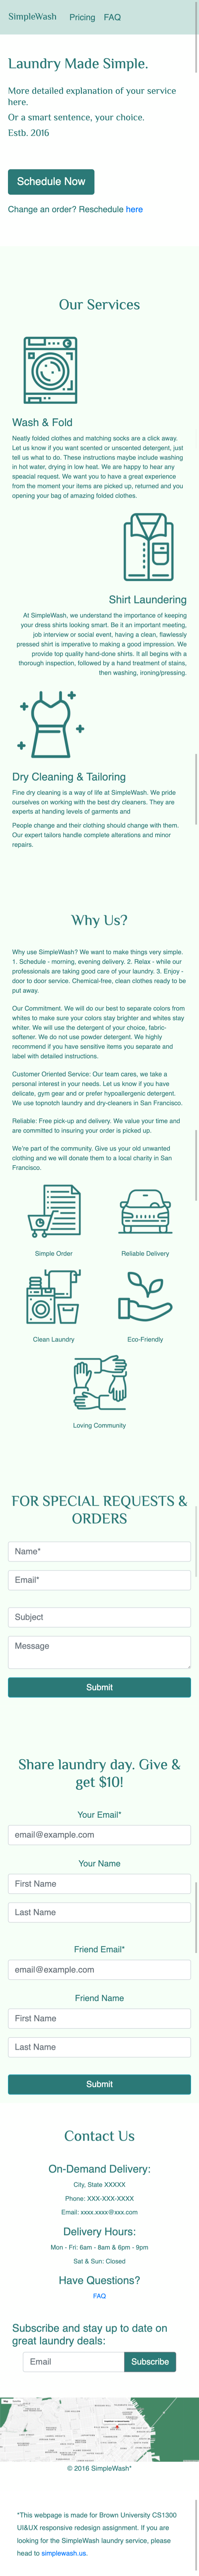 SimpleWash Pricing FAQ
Laundry Made Simple.
More detailed explanation of your service
here.
Or a smart sentence, your choice.
Estb. 2016
Schedule Now
Change an order? Reschedule here
Our Services
Wash & Fold
Neatly folded clothes and matching socks are a click away.
Let us know if you want scented or unscented detergent, just
tell us what to do. These instructions maybe include washing
in hot water, drying in low heat. We are happy to hear any
speacial request. We want you to have a great experience
from the moment your items are picked up, returned and you
opening your bag of amazing folded clothes.
Shirt Laundering
At SimpleWash, we understand the importance of keeping
your dress shirts looking smart. Be it an important meeting,
job interview or social event, having a clean, flawlessly
pressed shirt is imperative to making a good impression. We
provide top quality hand-done shirts. It all begins with a
thorough inspection, followed by a hand treatment of stains,
then washing, ironing/pressing.
Dry Cleaning & Tailoring
Fine dry cleaning is a way of life at SimpleWash. We pride
ourselves on working with the best dry cleaners. They are
experts at handing levels of garments and
People change and their clothing should change with them.
Our expert tailors handle complete alterations and minor
repairs.
Why Us?
Why use SimpleWash? We want to make things very simple.
1. Schedule - morning, evening delivery. 2. Relax - while our
professionals are taking good care of your laundry. 3. Enjoy -
door to door service. Chemical-free, clean clothes ready to be
put away.
Our Commitment. We will do our best to separate colors from
whites to make sure your colors stay brighter and whites stay
whiter. We will use the detergent of your choice, fabric-
softener. We do not use powder detergent. We highly
recommend if you have sensitive items you separate and
label with detailed instructions.
Customer Oriented Service: Our team cares, we take a
personal interest in your needs. Let us know if you have
delicate, gym gear and or prefer hypoallergenic detergent.
We use topnotch laundry and dry-cleaners in San Francisco.
Reliable: Free pick-up and delivery. We value your time and
are committed to insuring your order is picked up.
We're part of the community. Give us your old unwanted
clothing and we will donate them to a local charity in San
Francisco.
Simple Order
Reliable Delivery
Clean Laundry
Eco-Friendly
Loving Community
FOR SPECIAL REQUESTS &
ORDERS
Name*
Email*
Subject
Message
Submit
Share laundry day. Give &
get $10!
Your Email*
email@example.com
Your Name
First Name
Last Name
Friend Email*
email@example.com
Friend Name
First Name
Last Name
Submit
Contact Us
On-Demand Delivery:
City, State XXXXX
Phone: XXX-XXX-XXXX
Email: xxxx.xxxx@xxx.com
Delivery Hours:
Mon - Fri: 6am - 8am & 6pm - 9pm
Sat & Sun: Closed
Have Questions?
FAQ
Subscribe and stay up to date on
great laundry deals:
Email
Subscribe
© 2016 SimpleWash*
*This webpage is made for Brown University CS1300
UI&UX responsive redesign assignment. If you are
looking for the SimpleWash laundry service, please
head to simplewash.us.